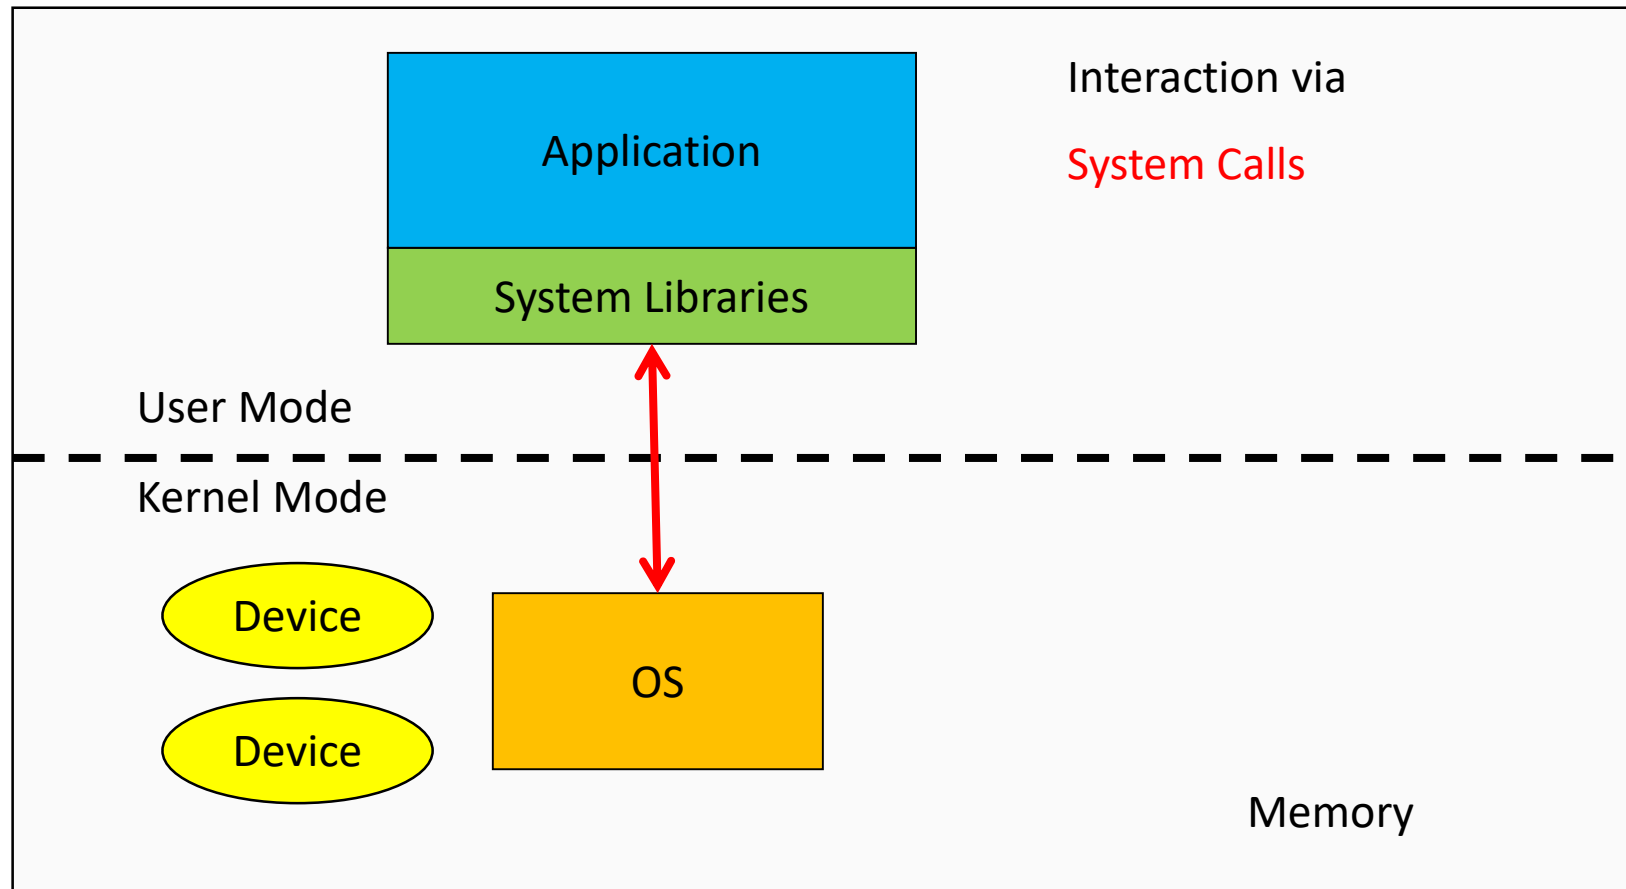 Application
Interaction via
System Calls
System Libraries
User Mode
Kernel Mode
Device
OS
Device
Memory